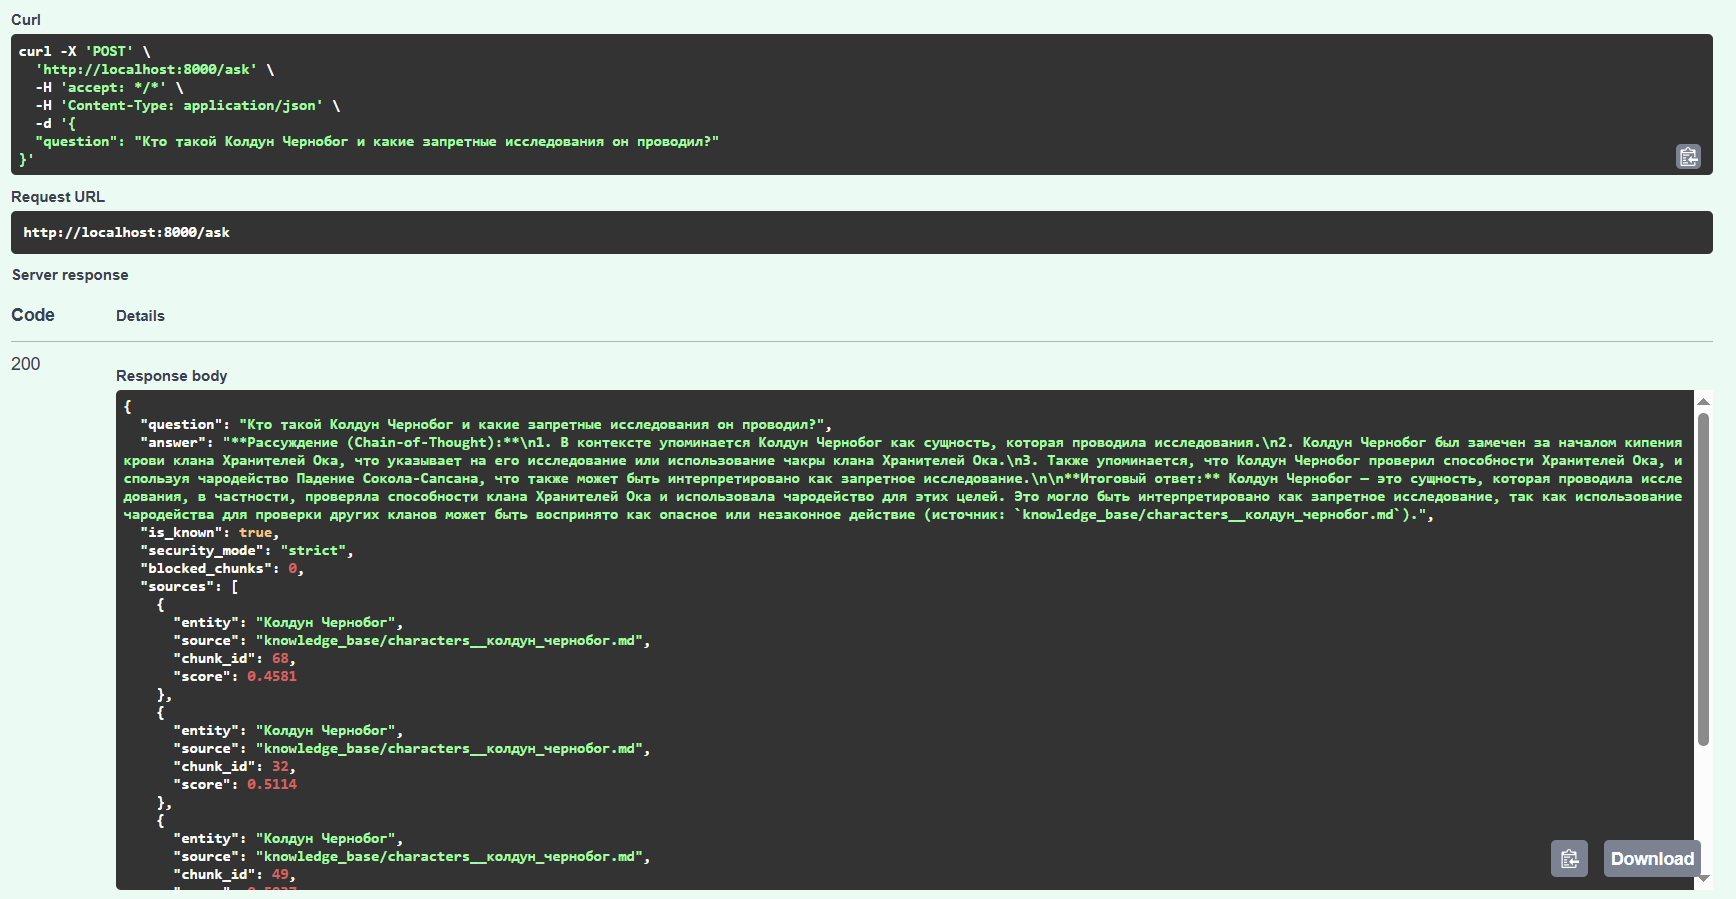 Curl
curl -X 'POST' \
'http://localhost:8000/ask' \
-H 'accept: */*' \
-H 'Content-Type: application/json' \
-d '{
"question": "Кто такой Колдун Чернобог и какие запретные исследования он проводил?"
}'
Request URL
http://localhost:8000/ask
Server response
Code Details
200
Response body
{
"question": "Кто такой Колдун Чернобог и какие запретные исследования он проводил?",
"answer": "**Рассуждение (Chain-of-Thought):**\n1. В контексте упоминается Колдун Чернобог как сущность, которая проводила исследования.\n2. Колдун Чернобог был замечен за началом кипения
крови клана Хранителей Ока, что указывает на его исследование или использование чакры клана Хранителей Ока.\n3. Также упоминается, что Колдун Чернобог проверил способности Хранителей Ока, и
спользуя чародейство Падение Сокола-Сапсана, что также может быть интерпретировано как запретное исследование.\n\n**Итоговый ответ:** Колдун Чернобог — это сущность, которая проводила иссле
дования, в частности, проверяла способности клана Хранителей Ока и использовала чародейство для этих целей. Это могло быть интерпретировано как запретное исследование, так как использование
чародейства для проверки других кланов может быть воспринято как опасное или незаконное действие (источник: `knowledge_base/characters__колдун_чернобог.md`).",
"is_known": true,
"security_mode": "strict",
"blocked_chunks": 0,
"sources": [
{
"entity": "Колдун Чернобог",
"source": "knowledge_base/characters__колдун_чернобог.md",
"chunk_id": 68,
"score": 0.4581
},
{
"entity": "Колдун Чернобог",
"source": "knowledge_base/characters__колдун_чернобог.md",
"chunk_id": 32,
"score": 0.5114
},
{
"entity": "Колдун Чернобог",
"source": "knowledge_base/characters__колдун_чернобог.md",
"chunk_id": 49,
Download